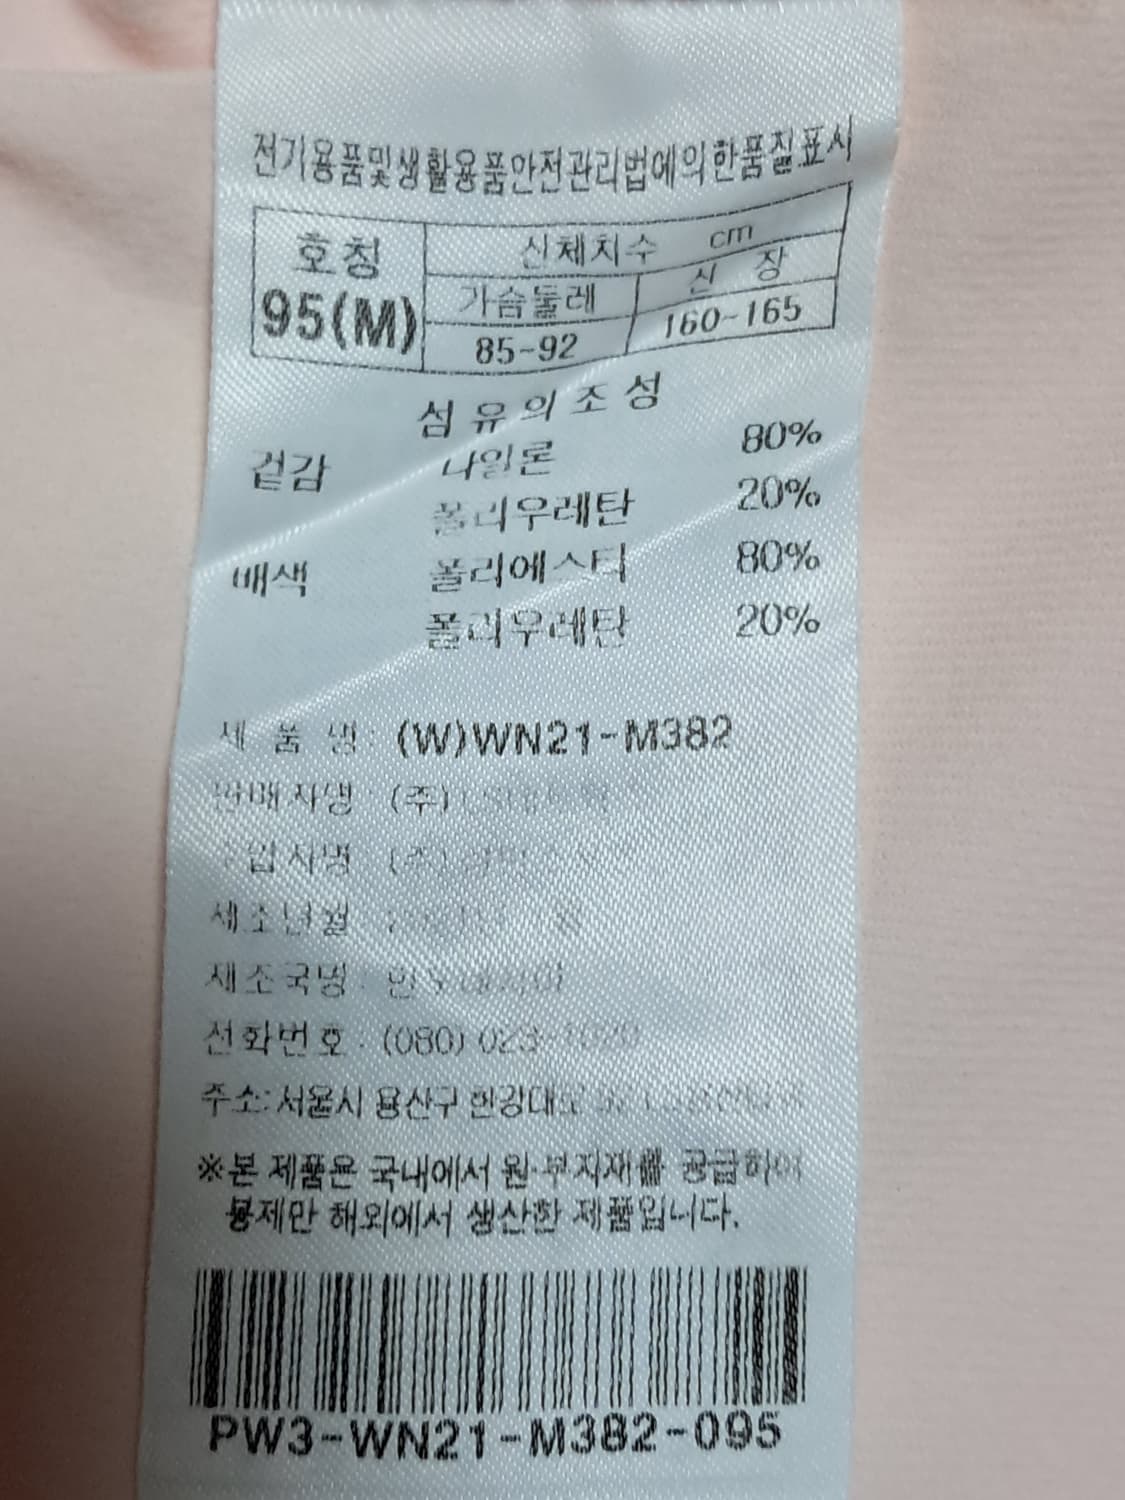 전기용품및생활용품안전관리법에의한품질표시
호칭 신체치수 cm
95(M) 가슴둘레 신 장
85-92 160-165
섬유의조성
겉감 나일론 80%
폴리우레탄 20%
배색 폴리에스터 80%
폴리우레탄 20%
제 품 명 : (W)WN21-M382
판매자명 : (주)
수입자명 : (주)
제조년월 :
제조국명 : 인도네시아
전화번호 : (080) 023-1020
주소: 서울시 용산구 한강대로
※본 제품은 국내에서 원·부자재를 공급하여
봉제만 해외에서 생산한 제품입니다.
PW3-WN21-M382-095